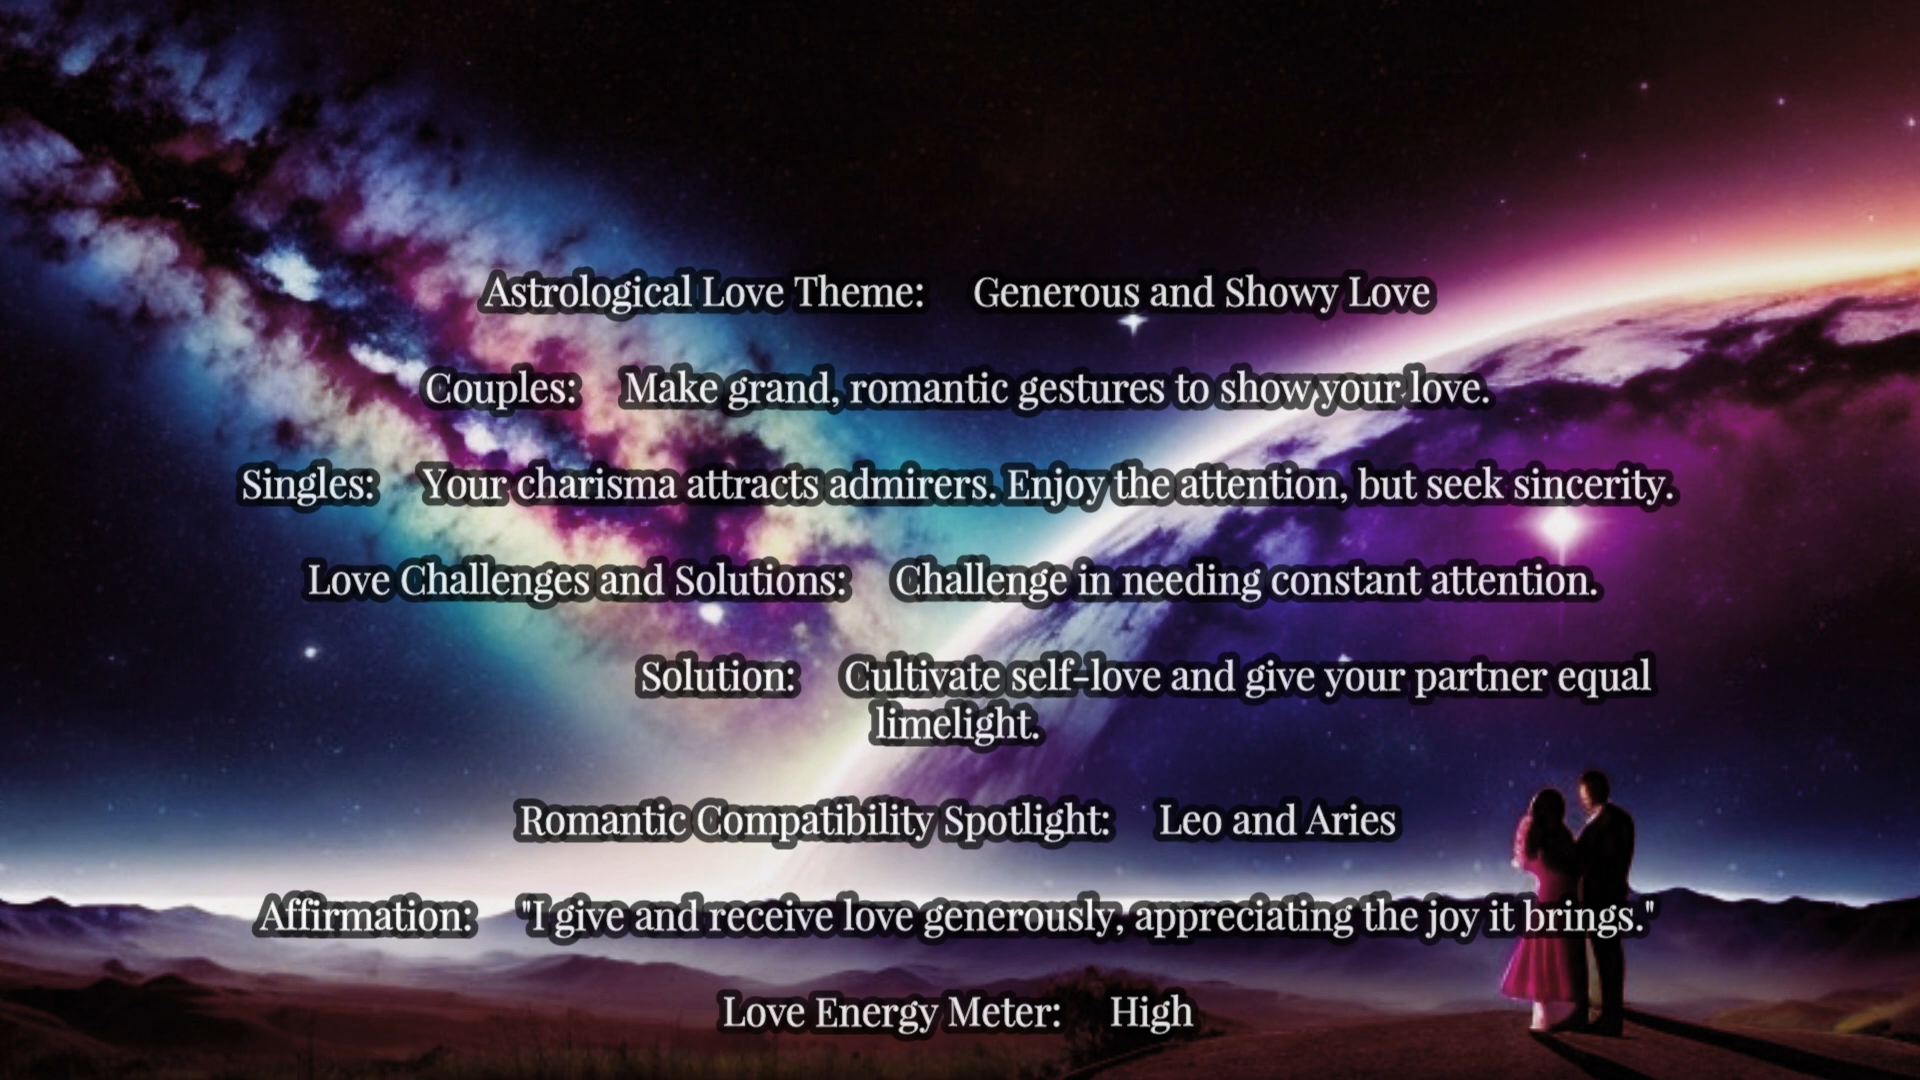 Astrological Love Theme: Generous and Showy Love
Couples: Make grand, romantic gestures to show your love.
Singles: Your charisma attracts admirers. Enjoy the attention, but seek sincerity.
Love Challenges and Solutions: Challenge in needing constant attention.
Solution: Cultivate self-love and give your partner equal
limelight.
Romantic Compatibility Spotlight: Leo and Aries
Affirmation: "I give and receive love generously, appreciating the joy it brings."
Love Energy Meter: High